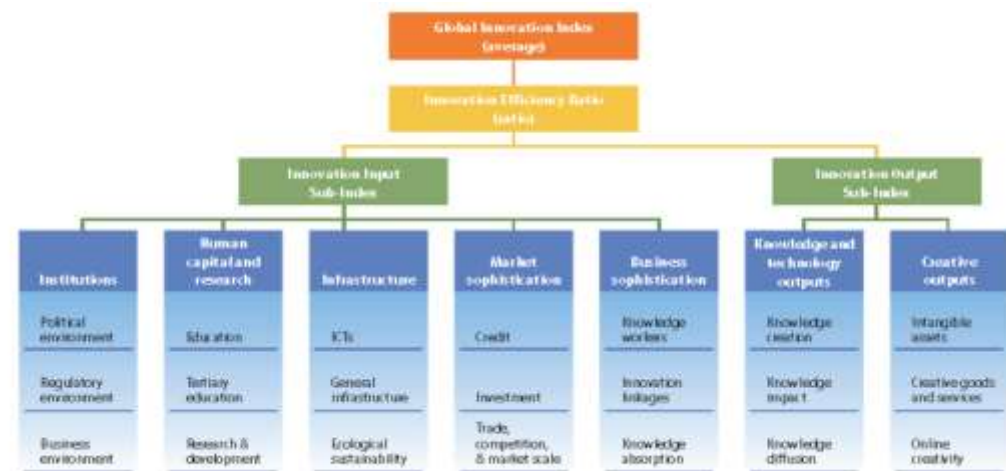 Global Innovation Index
(average)
Innovation Efficiency Ratio
(ratio)
Innovation Input
Sub-Index
Innovation Output
Sub-Index
Institutions
Human
capital and
research
Infrastructure
Market
sophistication
Business
sophistication
Knowledge and
technology
outputs
Creative
outputs
Political
environment
Education
ICTs
Credit
Knowledge
workers
Knowledge
creation
Intangible
assets
Regulatory
environment
Tertiary
education
General
infrastructure
Investment
Innovation
linkages
Knowledge
impact
Creative goods
and services
Business
environment
Research &
development
Ecological
sustainability
Trade,
competition,
& market scale
Knowledge
absorption
Knowledge
diffusion
Online
creativity